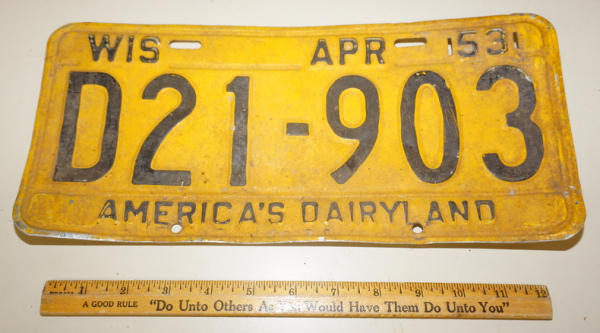 WIS APR 53
D21-903
AMERICA'S DAIRYLAND
1 2 3 4 5 6 7 8 9 10 11 12
A GOOD RULE "Do Unto Others As You Would Have Them Do Unto You"